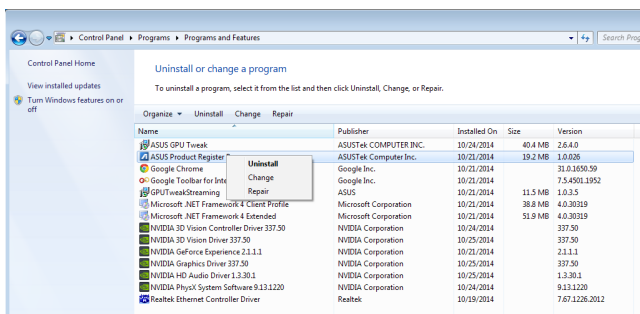 Control Panel ▸ Programs ▸ Programs and Features Search Prog
Control Panel Home
View installed updates
Turn Windows features on or
off
Uninstall or change a program
To uninstall a program, select it from the list and then click Uninstall, Change, or Repair.
Organize Uninstall Change Repair
Name Publisher Installed On Size Version
ASUS GPU Tweak ASUSTek COMPUTER INC. 10/24/2014 40.4 MB 2.6.4.0
ASUS Product Register ASUSTek Computer Inc. 10/21/2014 19.2 MB 1.0.026
Google Chrome Google Inc. 10/21/2014 31.0.1650.59
Google Toolbar for Inte Google Inc. 10/21/2014 7.5.4501.1952
GPUTweakStreaming ASUS 10/21/2014 11.5 MB 1.0.3.5
Microsoft .NET Framework 4 Client Profile Microsoft Corporation 10/21/2014 38.8 MB 4.0.30319
Microsoft .NET Framework 4 Extended Microsoft Corporation 10/21/2014 51.9 MB 4.0.30319
NVIDIA 3D Vision Controller Driver 337.50 NVIDIA Corporation 10/24/2014 337.50
NVIDIA 3D Vision Driver 337.50 NVIDIA Corporation 10/25/2014 337.50
NVIDIA GeForce Experience 2.1.1.1 NVIDIA Corporation 10/21/2014 2.1.1.1
NVIDIA Graphics Driver 337.50 NVIDIA Corporation 10/25/2014 337.50
NVIDIA HD Audio Driver 1.3.30.1 NVIDIA Corporation 10/25/2014 1.3.30.1
NVIDIA PhysX System Software 9.13.1220 NVIDIA Corporation 10/24/2014 9.13.1220
Realtek Ethernet Controller Driver Realtek 10/19/2014 7.67.1226.2012
Uninstall
Change
Repair